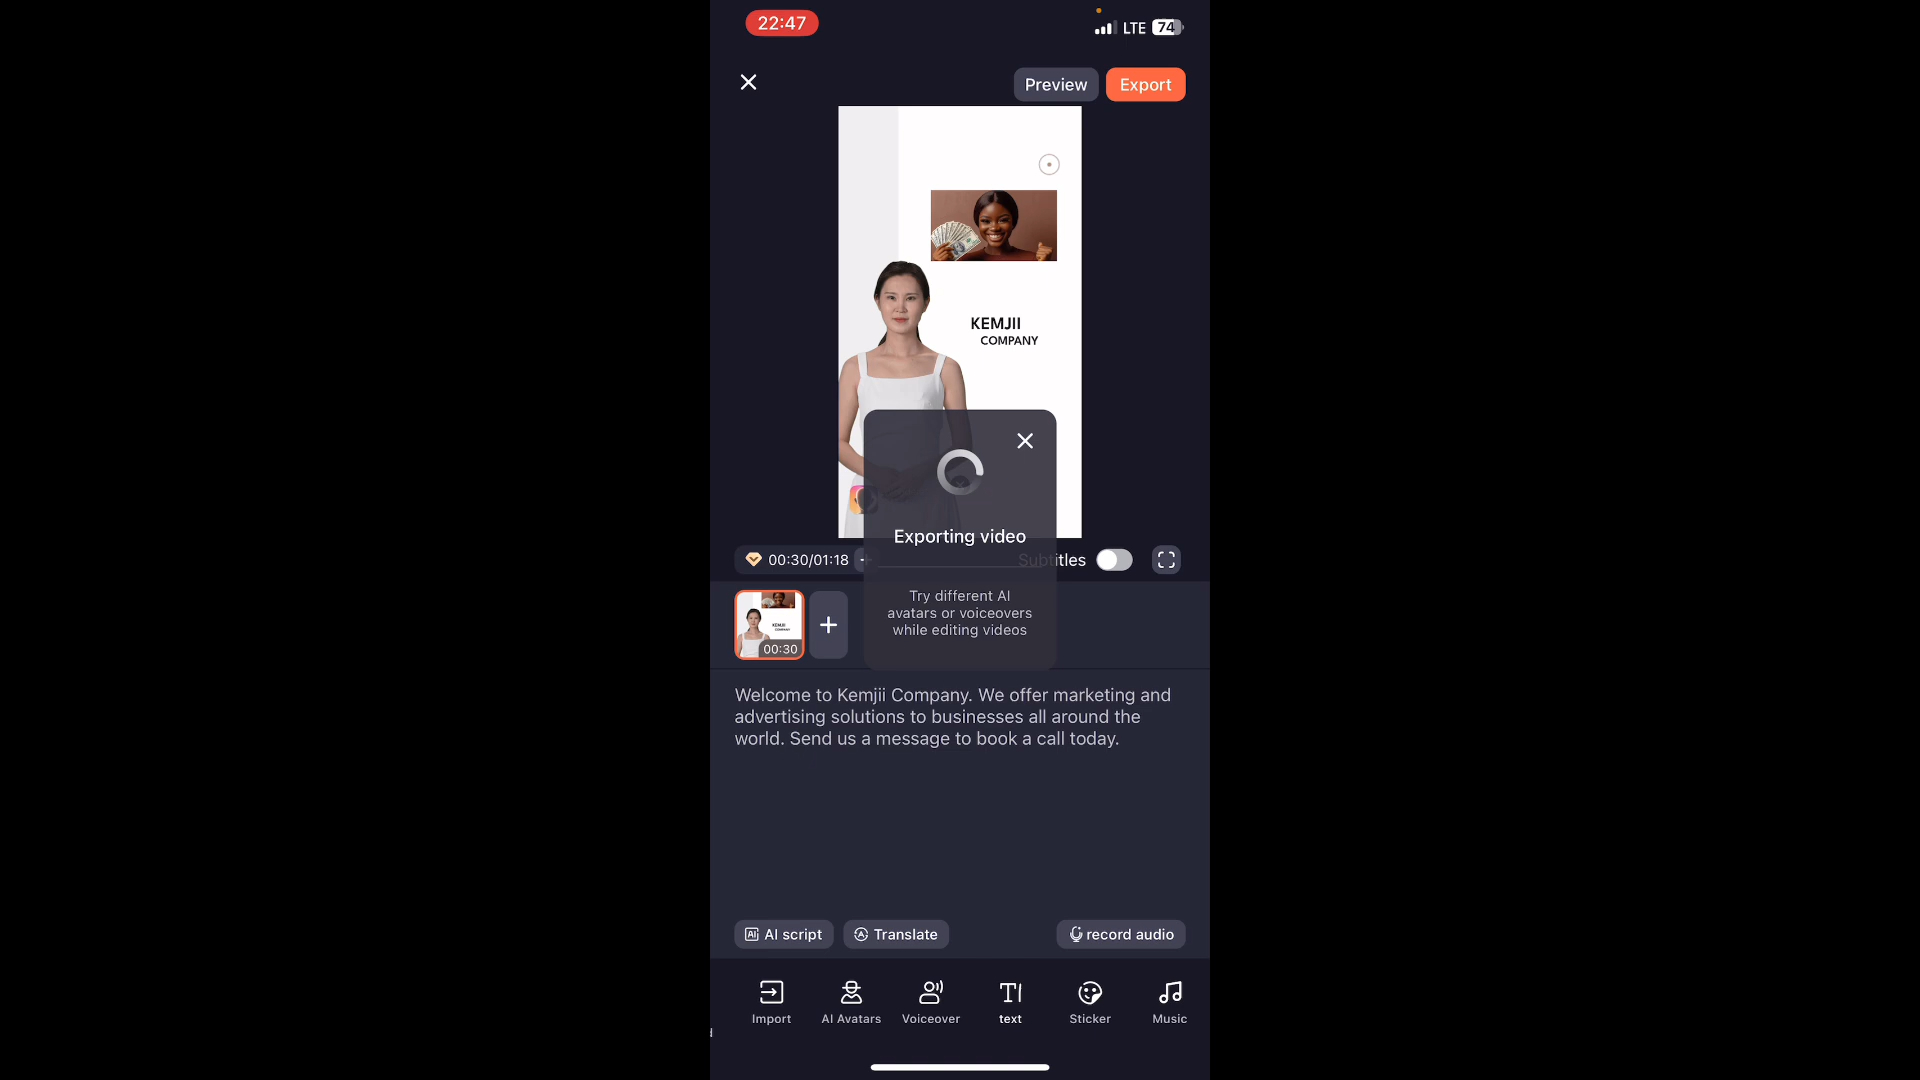 22:47
LTE 74
Preview Export
KEMJII
COMPANY
Exporting video
00:30/01:18
Subtitles
Try different AI
avatars or voiceovers
while editing videos
KEMJII
COMPANY
00:30
Welcome to Kemjii Company. We offer marketing and
advertising solutions to businesses all around the
world. Send us a message to book a call today.
AI AI script
A Translate
record audio
Import AI Avatars Voiceover text Sticker Music